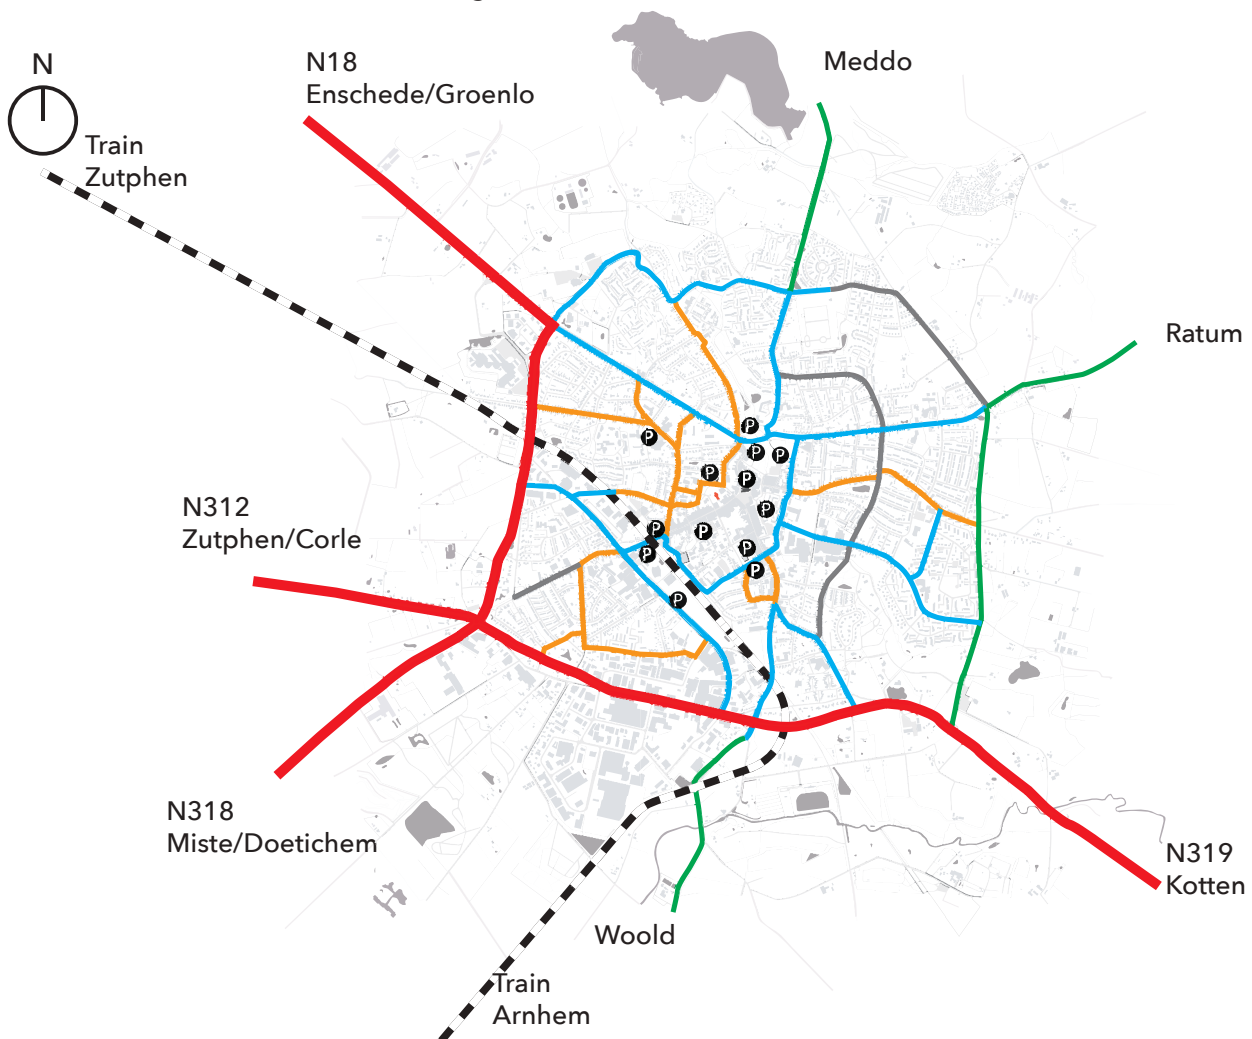 N
N18
Enschede/Groenlo
Meddo
Train
Zutphen
Ratum
N312
Zutphen/Corle
N318
Miste/Doetichem
N319
Kotten
Woold
Train
Arnhem
P
P
P
P
P
P
P
P
P
P
P
P
P